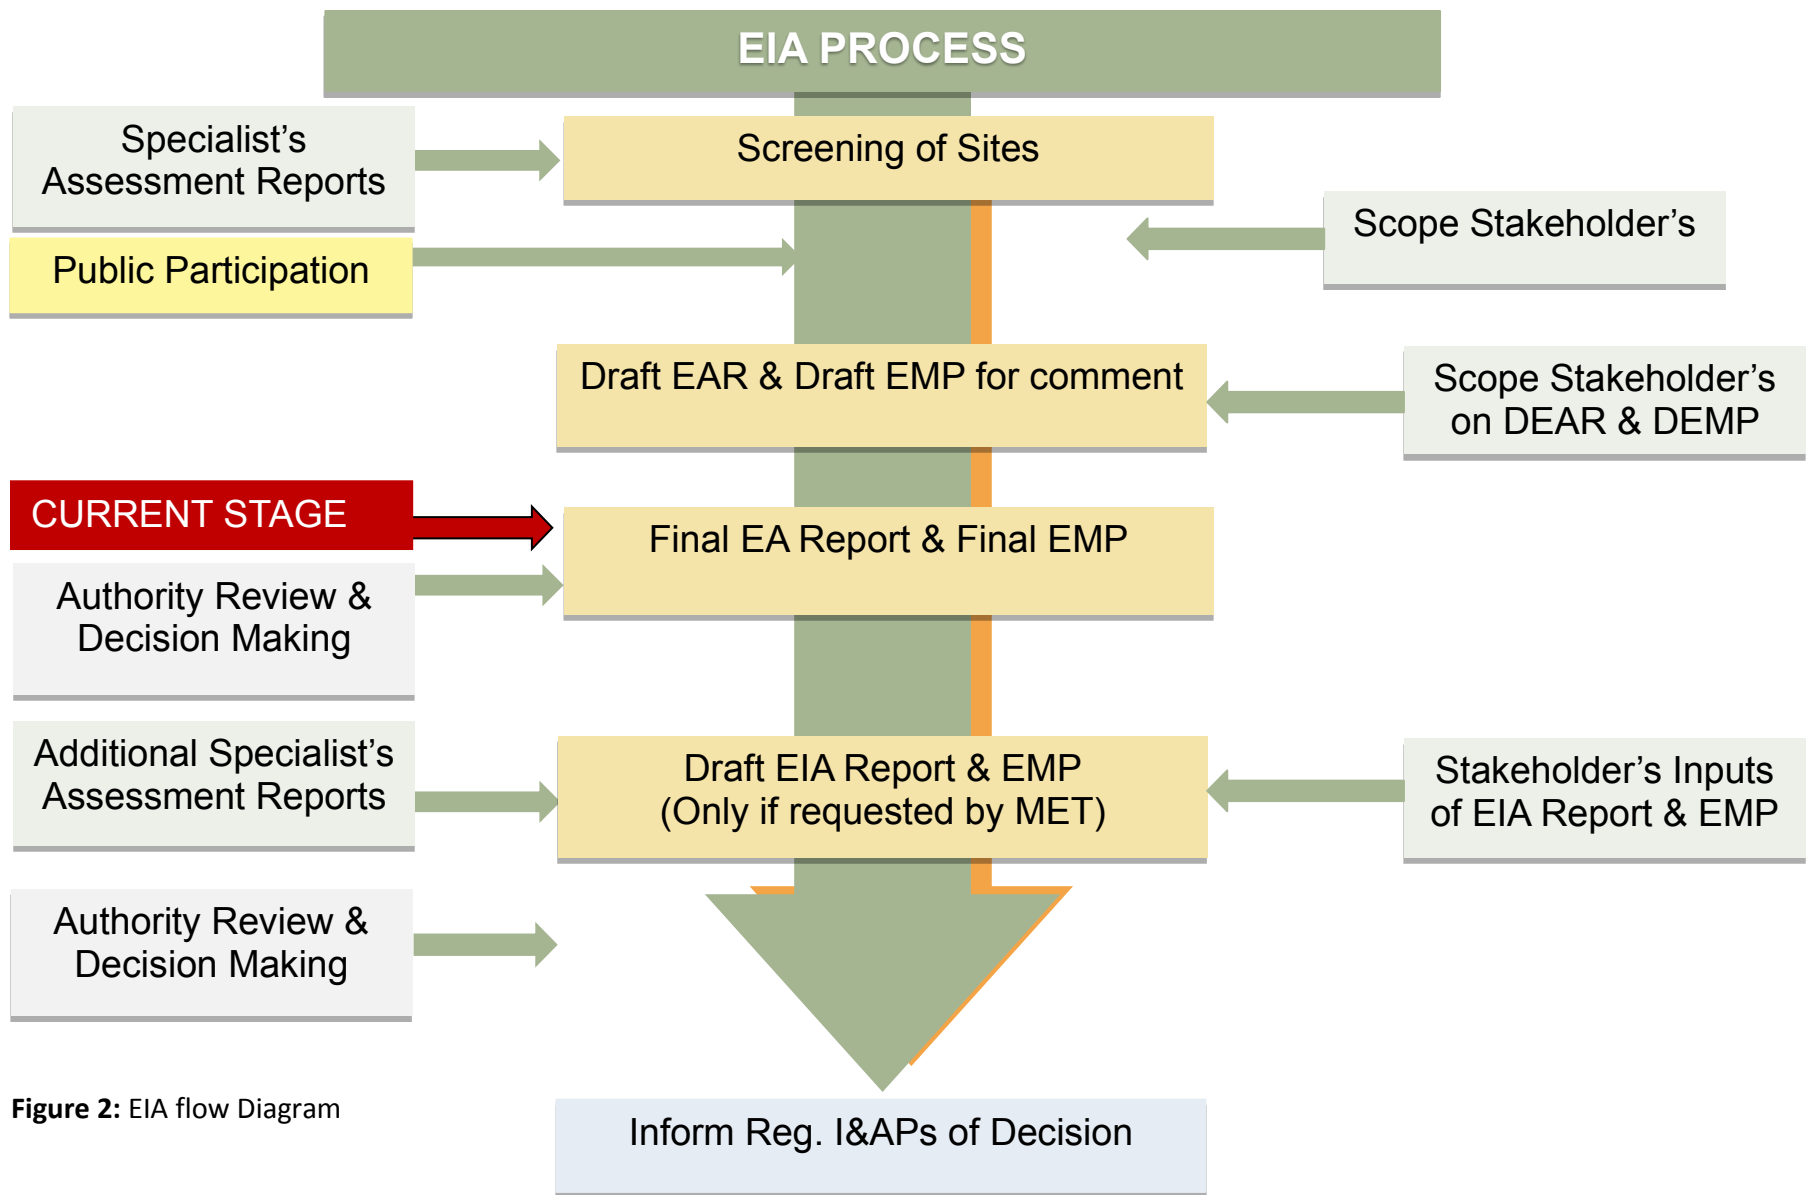 EIA PROCESS
Specialist’s
Assessment Reports
Screening of Sites
Scope Stakeholder’s
Public Participation
Draft EAR & Draft EMP for comment
Scope Stakeholder’s
on DEAR & DEMP
CURRENT STAGE
Final EA Report & Final EMP
Authority Review &
Decision Making
Additional Specialist’s
Assessment Reports
Draft EIA Report & EMP
(Only if requested by MET)
Stakeholder’s Inputs
of EIA Report & EMP
Authority Review &
Decision Making
Figure 2: EIA flow Diagram
Inform Reg. I&APs of Decision